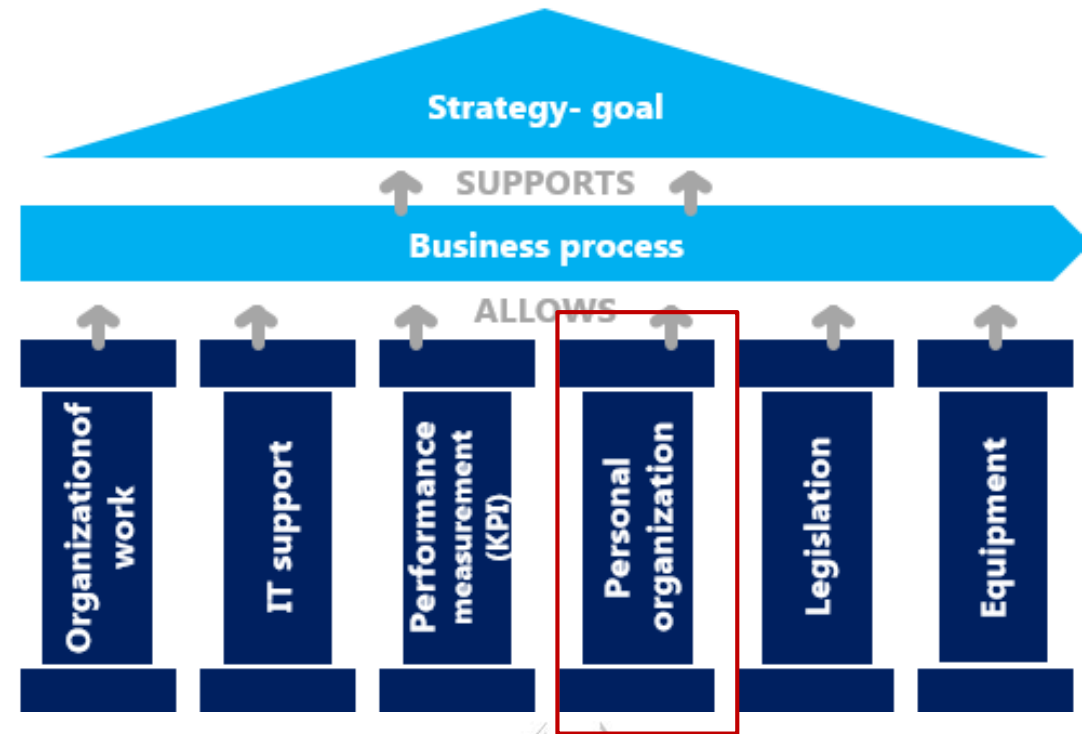 Strategy- goal
SUPPORTS
Business process
ALLOWS
Organizationof
work
IT support
Performance
measurement
(KPI)
Personal
organization
Legislation
Equipment